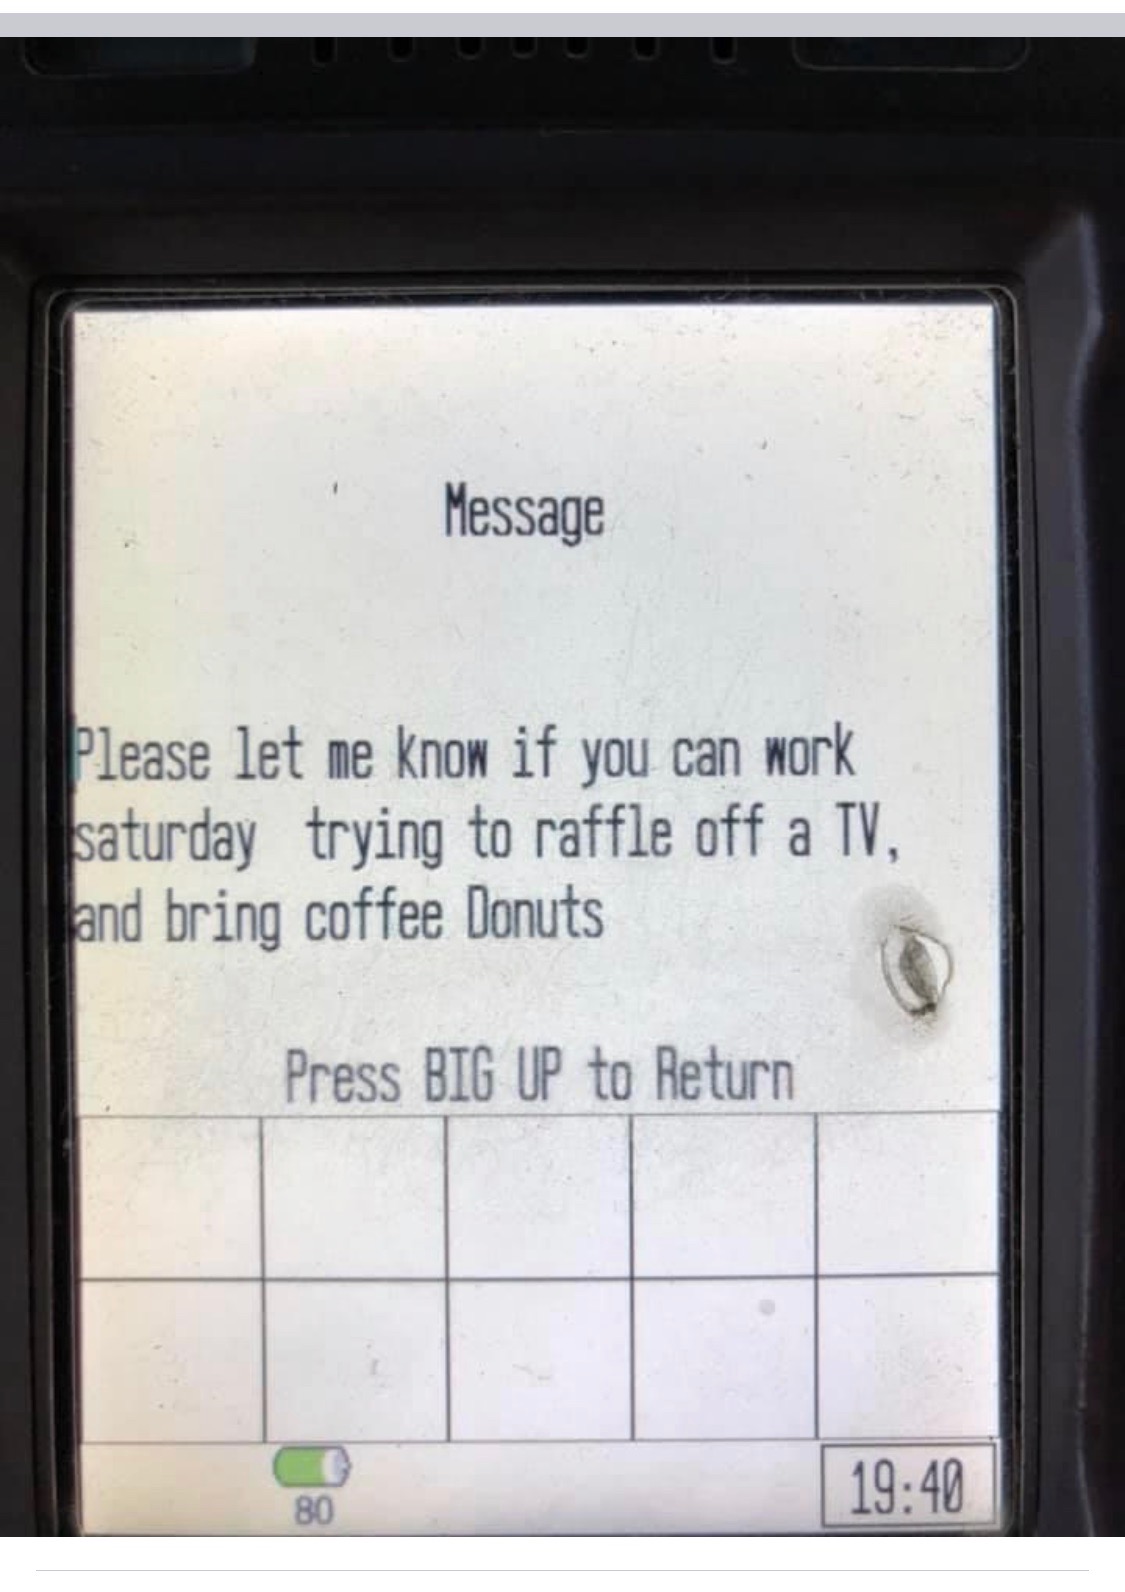 Message
Please let me know if you can work
saturday  trying to raffle off a TV,
and bring coffee Donuts
Press BIG UP to Return
80
19:40